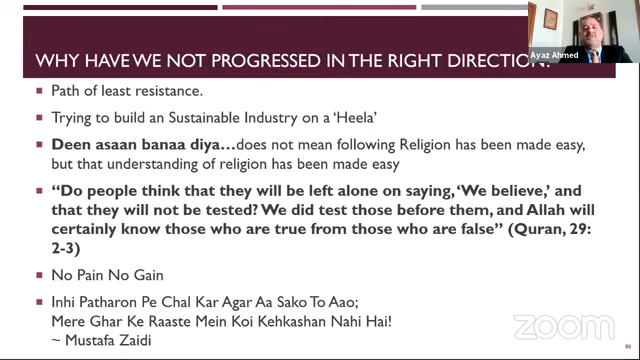 WHY HAVE WE NOT PROGRESSED IN THE RIGHT DIRECTION?
Ayaz Ahmed
Path of least resistance.
Trying to build an Sustainable Industry on a ‘Heela’
Deen asaan banaa diya…does not mean following Religion has been made easy,
but that understanding of religion has been made easy
“Do people think that they will be left alone on saying, ‘We believe,’ and
that they will not be tested? We did test those before them, and Allah will
certainly know those who are true from those who are false” (Quran, 29:
2-3)
No Pain No Gain
Inhi Patharon Pe Chal Kar Agar Aa Sako To Aao;
Mere Ghar Ke Raaste Mein Koi Kehkashan Nahi Hai!
~ Mustafa Zaidi
zoom
86